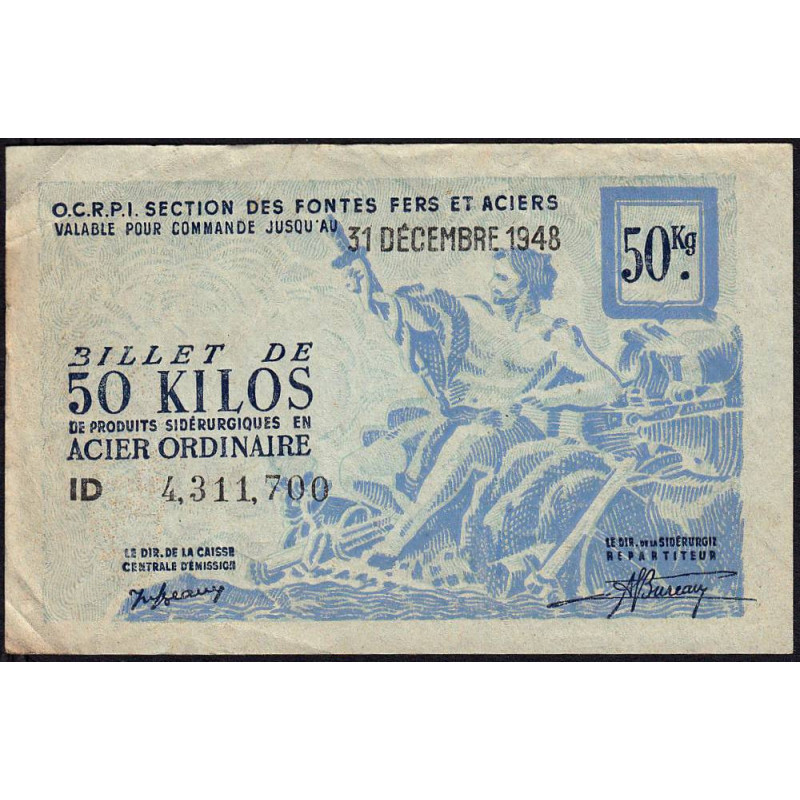 O.C.R.P.I. SECTION DES FONTES FERS ET ACIERS
VALABLE POUR COMMANDE JUSQU'AU 31 DÉCEMBRE 1948
50 Kg.
BILLET DE
50 KILOS
DE PRODUITS SIDÉRURGIQUES EN
ACIER ORDINAIRE
ID 4,311,700
LE DIR. DE LA CAISSE
CENTRALE D'ÉMISSION
LE DIR. DE LA SIDÉRURGIE
RÉPARTITEUR